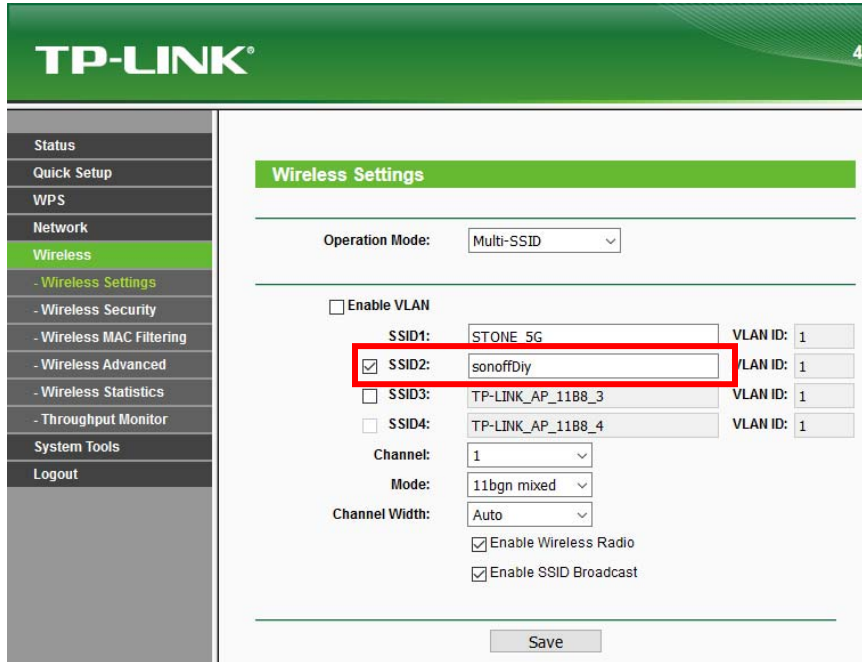 TP-LINK®
4
Status
Quick Setup
WPS
Network
Wireless
- Wireless Settings
- Wireless Security
- Wireless MAC Filtering
- Wireless Advanced
- Wireless Statistics
- Throughput Monitor
System Tools
Logout
Wireless Settings
Operation Mode: Multi-SSID
Enable VLAN
SSID1: STONE_5G VLAN ID: 1
SSID2: sonoffDiy VLAN ID: 1
SSID3: TP-LINK_AP_11B8_3 VLAN ID: 1
SSID4: TP-LINK_AP_11B8_4 VLAN ID: 1
Channel: 1
Mode: 11bgn mixed
Channel Width: Auto
Enable Wireless Radio
Enable SSID Broadcast
Save